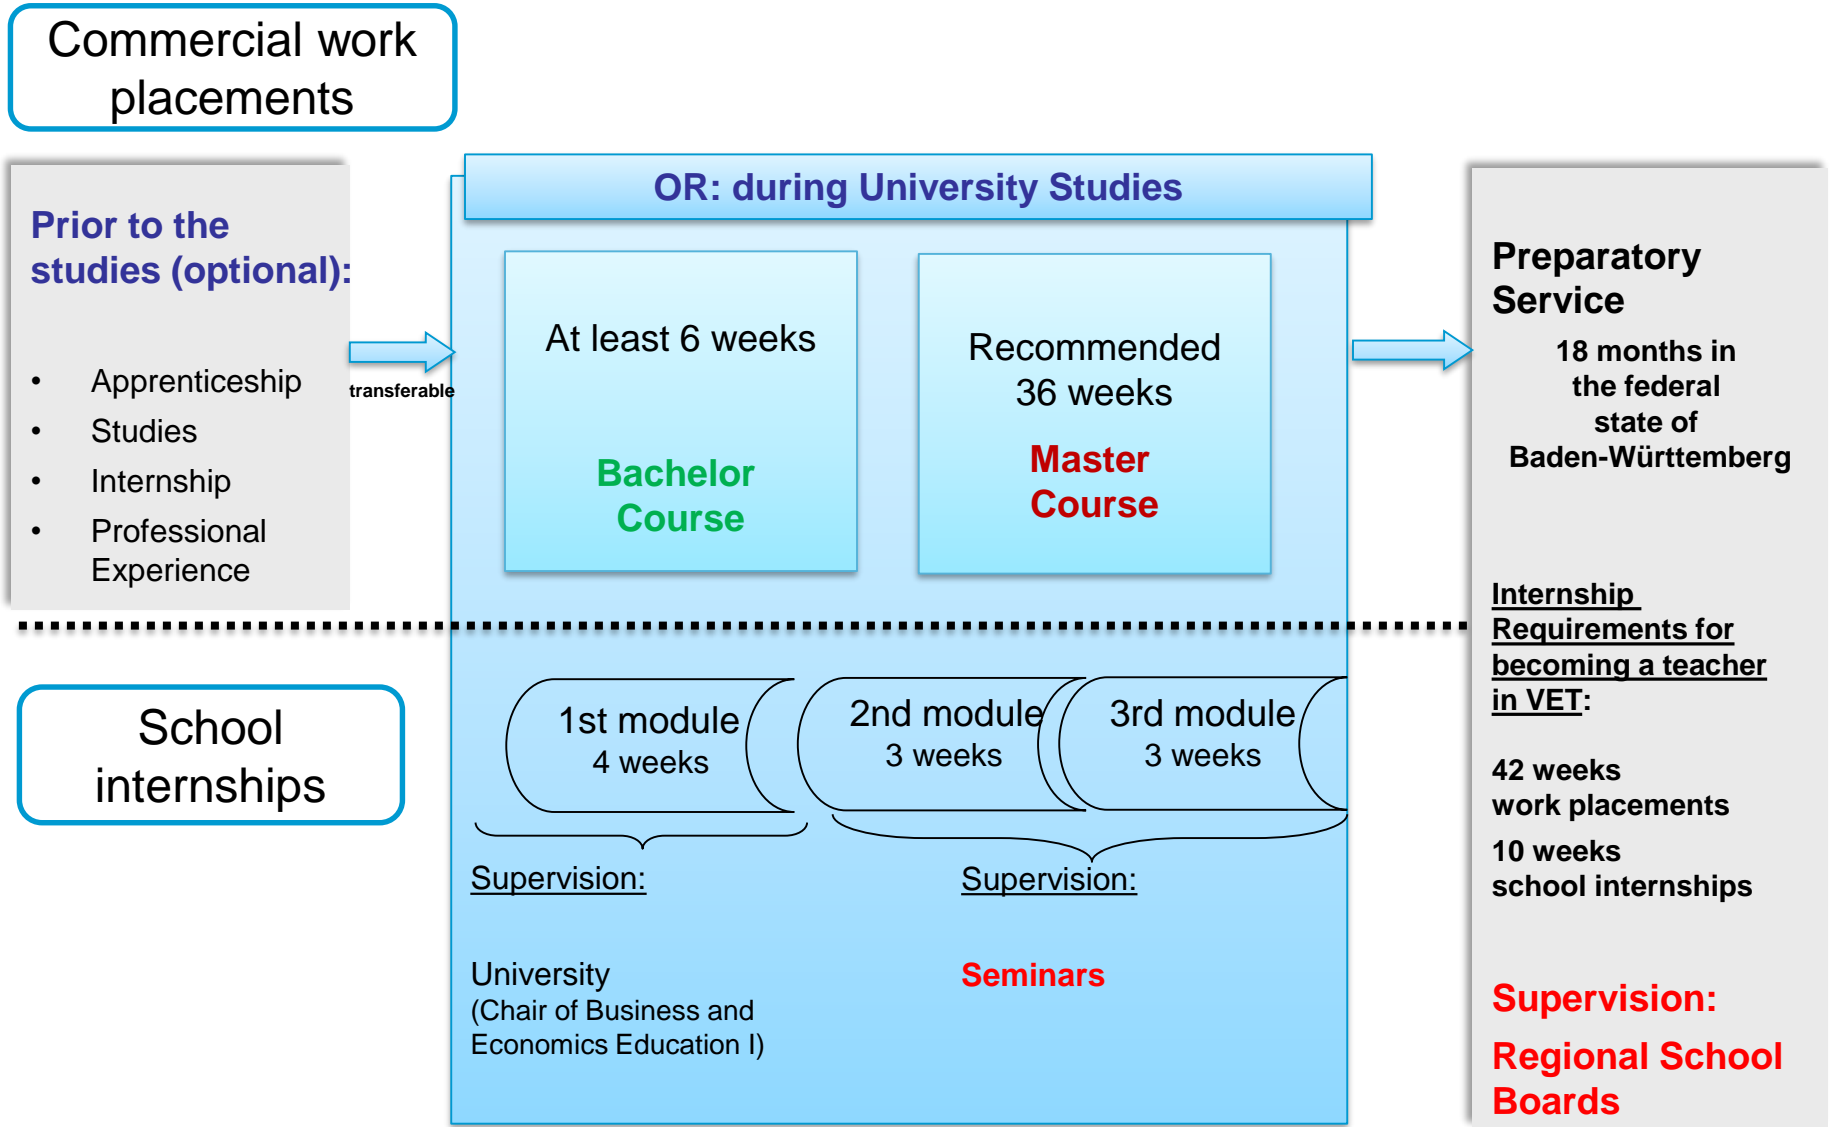 Commercial work
placements
Prior to the
studies (optional):
• Apprenticeship
• Studies
• Internship
• Professional
Experience
transferable
OR: during University Studies
At least 6 weeks
Bachelor
Course
Recommended
36 weeks
Master
Course
School
internships
1st module
4 weeks
2nd module
3 weeks
3rd module
3 weeks
Supervision:
University
(Chair of Business and
Economics Education I)
Supervision:
Seminars
Preparatory
Service
18 months in
the federal
state of
Baden-Württemberg
Internship
Requirements for
becoming a teacher
in VET:
42 weeks
work placements
10 weeks
school internships
Supervision:
Regional School
Boards